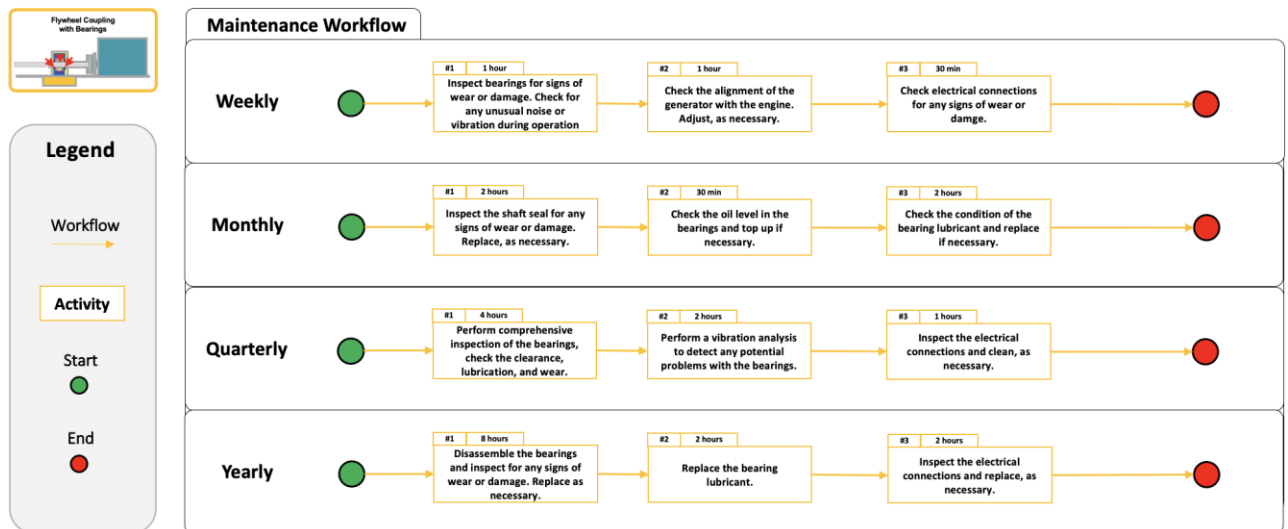 Flywheel Coupling
with Bearings
Legend
Workflow
Activity
Start
End
Maintenance Workflow
Weekly
#1 1 hour
Inspect bearings for signs of
wear or damage. Check for
any unusual noise or
vibration during operation
#2 1 hour
Check the alignment of the
generator with the engine.
Adjust, as necessary.
#3 30 min
Check electrical connections
for any signs of wear or
damge.
Monthly
#1 2 hours
Inspect the shaft seal for any
signs of wear or damage.
Replace, as necessary.
#2 30 min
Check the oil level in the
bearings and top up if
necessary.
#3 2 hours
Check the condition of the
bearing lubricant and replace
if necessary.
Quarterly
#1 4 hours
Perform comprehensive
inspection of the bearings,
check the clearance,
lubrication, and wear.
#2 2 hours
Perform a vibration analysis
to detect any potential
problems with the bearings.
#3 1 hours
Inspect the electrical
connections and clean, as
necessary.
Yearly
#1 8 hours
Disassemble the bearings
and inspect for any signs of
wear or damage. Replace as
necessary.
#2 2 hours
Replace the bearing
lubricant.
#3 2 hours
Inspect the electrical
connections and replace, as
necessary.